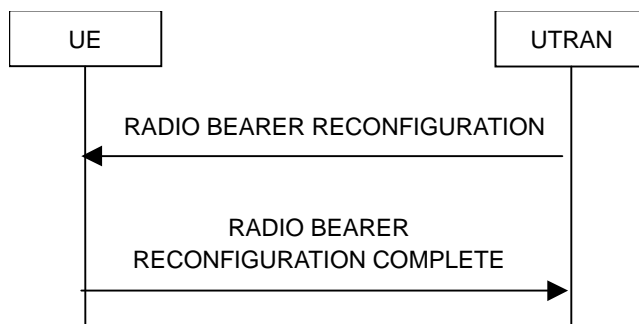 UE
UTRAN
RADIO BEARER RECONFIGURATION
RADIO BEARER
RECONFIGURATION COMPLETE